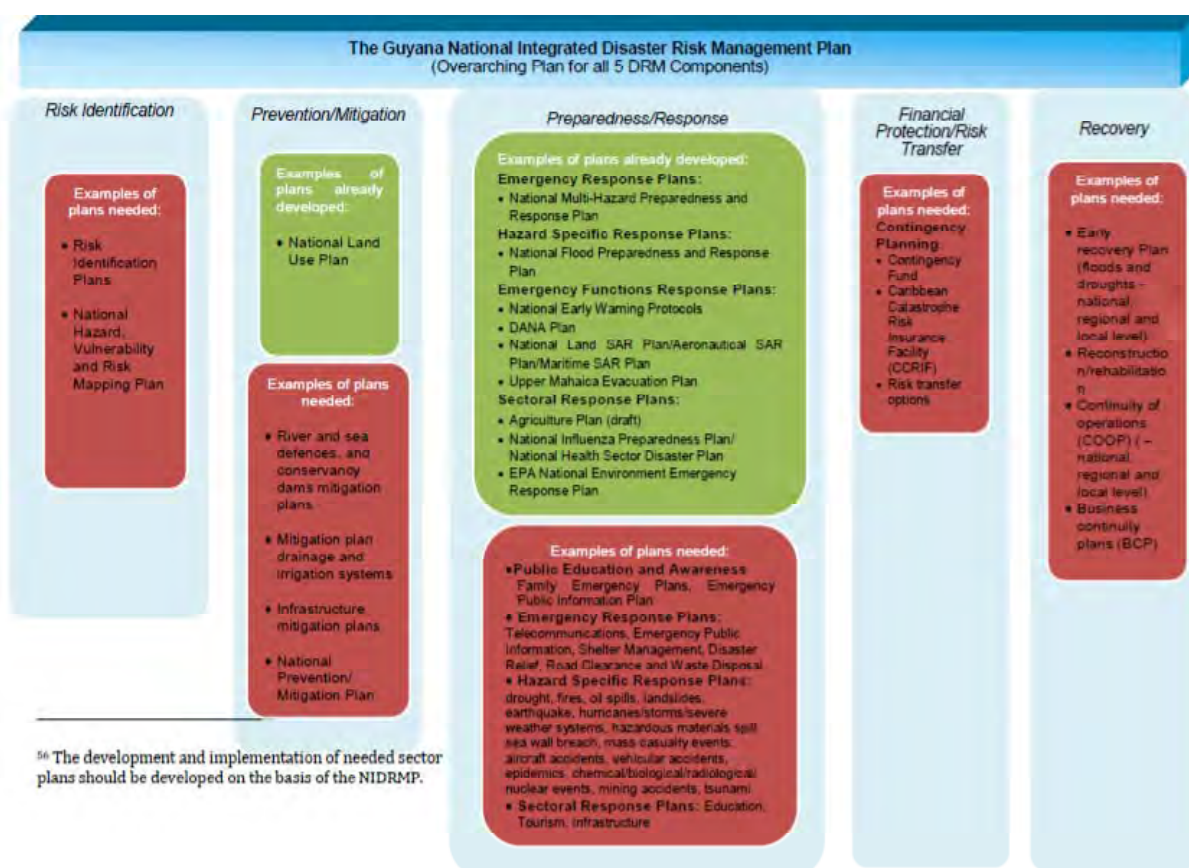 The Guyana National Integrated Disaster Risk Management Plan
(Overarching Plan for all 5 DRM Components)
Risk Identification
Examples of
plans needed:
• Risk
Identification
Plans
• National
Hazard,
Vulnerability
and Risk
Mapping Plan
Prevention/Mitigation
Examples of
plans already
developed:
• National Land
Use Plan
Examples of plans
needed:
• River and sea
defences, and
conservancy
dams mitigation
plans
• Mitigation plan
drainage and
irrigation systems
• Infrastructure
mitigation plans
• National
Prevention/
Mitigation Plan
Preparedness/Response
Examples of plans already developed:
Emergency Response Plans:
• National Multi-Hazard Preparedness and
Response Plan
Hazard Specific Response Plans:
• National Flood Preparedness and Response
Plan
Emergency Functions Response Plans:
• National Early Warning Protocols
• DANA Plan
• National Land SAR Plan/Aeronautical SAR
Plan/Maritime SAR Plan
• Upper Mahaica Evacuation Plan
Sectoral Response Plans:
• Agriculture Plan (draft)
• National Influenza Preparedness Plan/
National Health Sector Disaster Plan
• EPA National Environment Emergency
Response Plan
Examples of plans needed:
•Public Education and Awareness
Family Emergency Plans, Emergency
Public Information Plan
• Emergency Response Plans:
Telecommunications, Emergency Public
Information, Shelter Management, Disaster
Relief, Road Clearance and Waste Disposal
• Hazard Specific Response Plans:
drought, fires, oil spills, landslides,
earthquake, hurricanes/storms/severe
weather systems, hazardous materials spill
sea wall breach, mass casualty events,
aircraft accidents, vehicular accidents,
epidemics, chemical/biological/radiological/
nuclear events, mining accidents, tsunami
• Sectoral Response Plans: Education,
Tourism, Infrastructure
Financial
Protection/Risk
Transfer
Examples of
plans needed:
Contingency
Planning:
• Contingency
Fund
• Caribbean
Catastrophe
Risk
Insurance
Facility
(CCRIF)
• Risk transfer
options
Recovery
Examples of
plans needed:
• Early
recovery Plan
(floods and
droughts –
national,
regional and
local level)
• Reconstructio
n/rehabilitatio
n
• Continuity of
operations
(COOP) ( –
national,
regional and
local level)
• Business
continuity
plans (BCP)
56 The development and implementation of needed sector
plans should be developed on the basis of the NIDRMP.